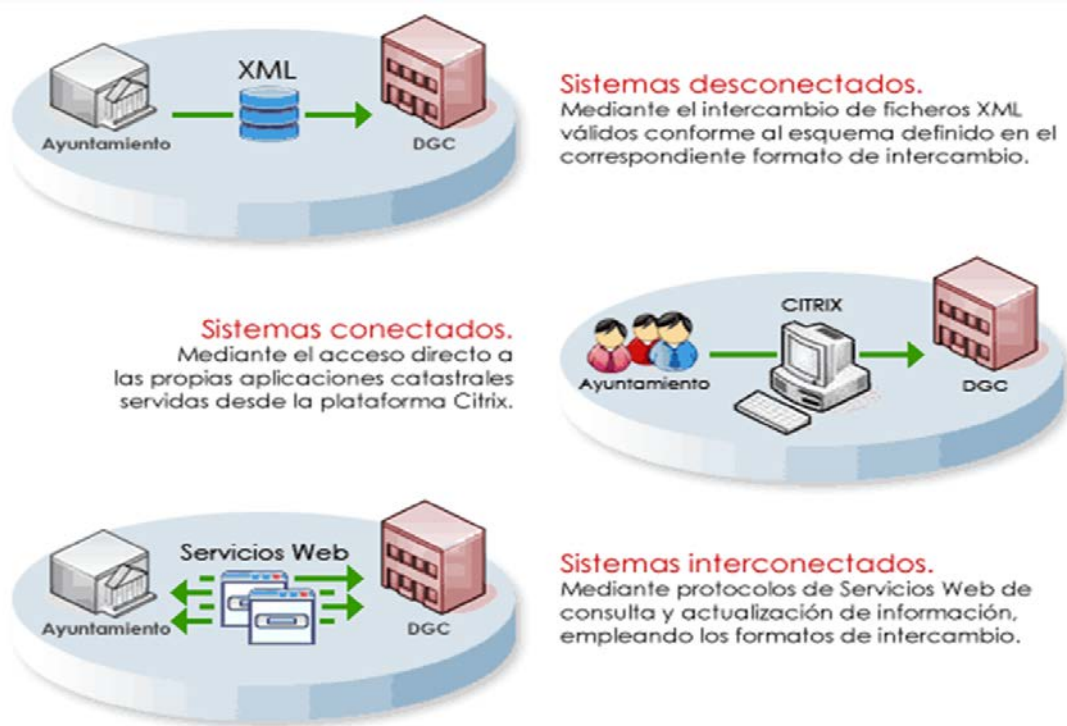 XML
Ayuntamiento
DGC
Sistemas desconectados.
Mediante el intercambio de ficheros XML
válidos conforme al esquema definido en el
correspondiente formato de intercambio.
Sistemas conectados.
Mediante el acceso directo a
las propias aplicaciones catastrales
servidas desde la plataforma Citrix.
CITRIX
Ayuntamiento
DGC
Servicios Web
Ayuntamiento
DGC
Sistemas interconectados.
Mediante protocolos de Servicios Web de
consulta y actualización de información,
empleando los formatos de intercambio.